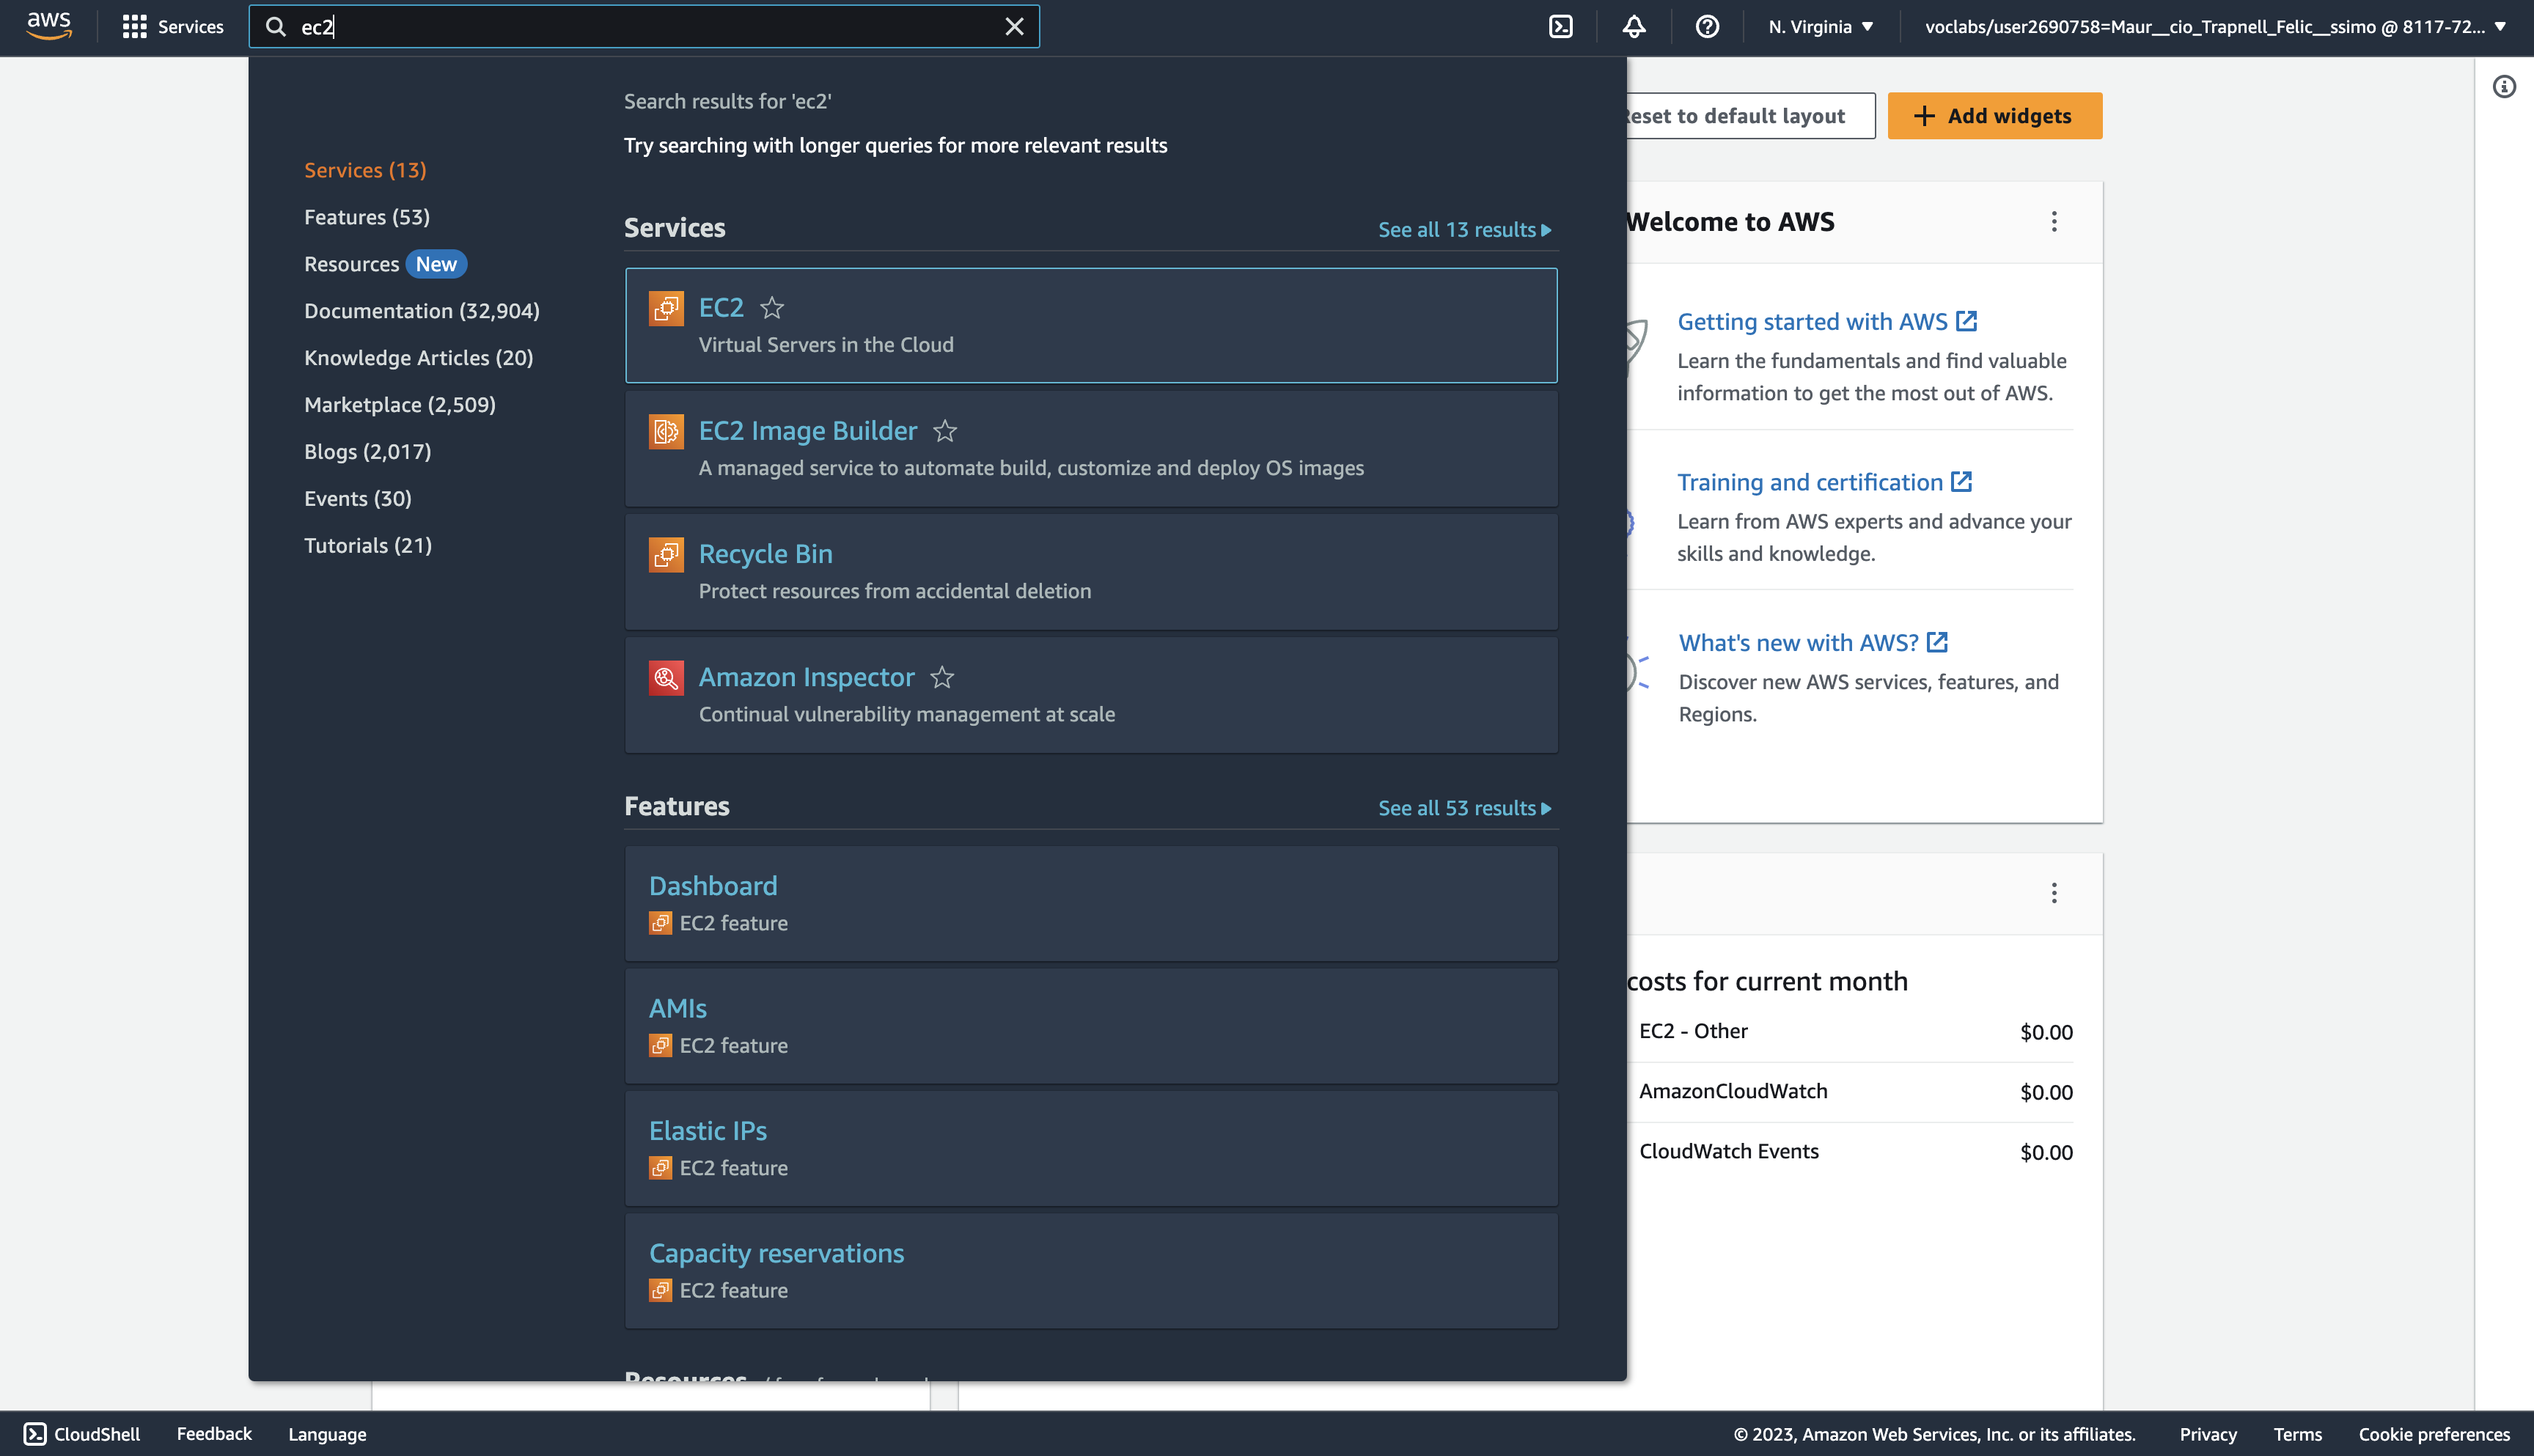 aws
Services
ec2
N. Virginia
voclabs/user2690758=Maur__cio_Trapnell_Felic__ssimo @ 8117-72...
Search results for 'ec2'
Try searching with longer queries for more relevant results
Services (13)
Features (53)
Resources New
Documentation (32,904)
Knowledge Articles (20)
Marketplace (2,509)
Blogs (2,017)
Events (30)
Tutorials (21)
Services
See all 13 results
EC2
Virtual Servers in the Cloud
EC2 Image Builder
A managed service to automate build, customize and deploy OS images
Recycle Bin
Protect resources from accidental deletion
Amazon Inspector
Continual vulnerability management at scale
Features
See all 53 results
Dashboard
EC2 feature
AMIs
EC2 feature
Elastic IPs
EC2 feature
Capacity reservations
EC2 feature
Resources
Reset to default layout
Add widgets
Welcome to AWS
Getting started with AWS
Learn the fundamentals and find valuable
information to get the most out of AWS.
Training and certification
Learn from AWS experts and advance your
skills and knowledge.
What's new with AWS?
Discover new AWS services, features, and
Regions.
costs for current month
EC2 - Other $0.00
AmazonCloudWatch $0.00
CloudWatch Events $0.00
CloudShell
Feedback
Language
© 2023, Amazon Web Services, Inc. or its affiliates.
Privacy
Terms
Cookie preferences